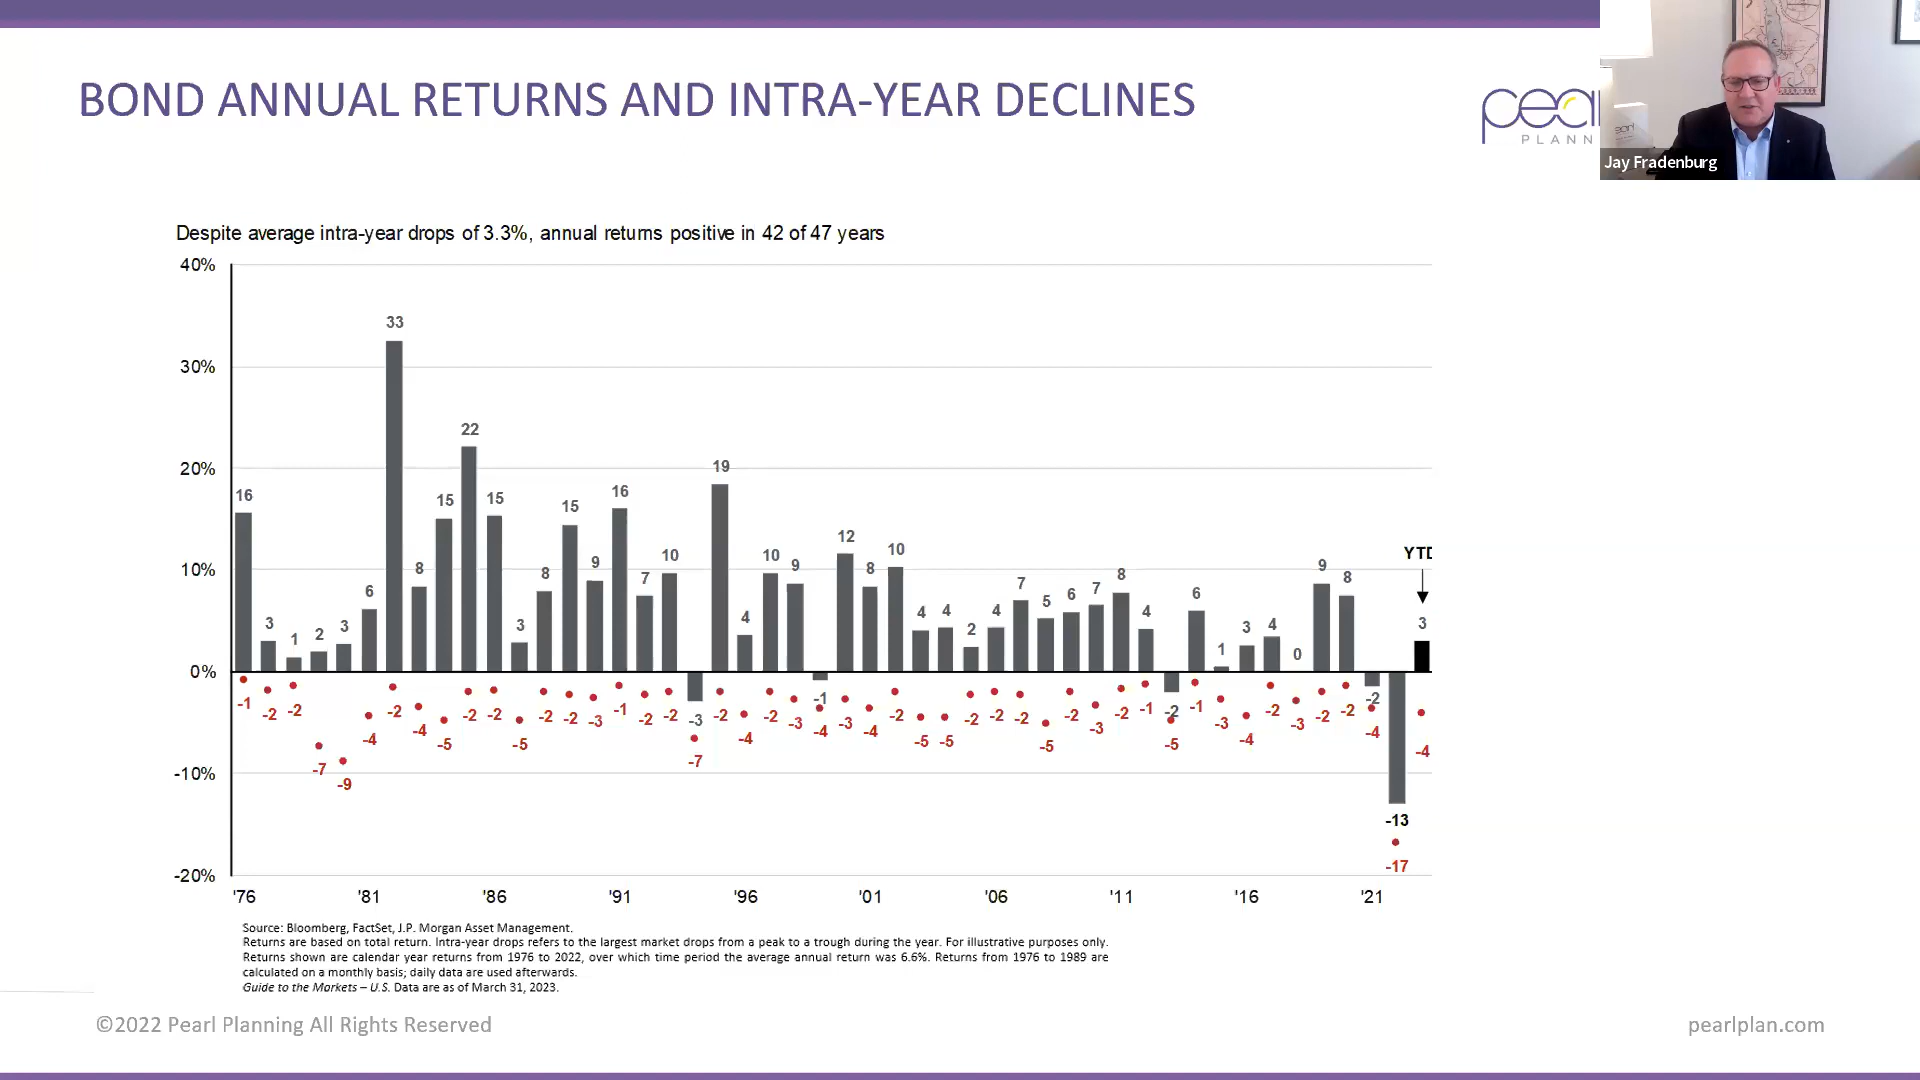 BOND ANNUAL RETURNS AND INTRA-YEAR DECLINES
pea
PLANN
Jay Fradenburg
Despite average intra-year drops of 3.3%, annual returns positive in 42 of 47 years
40%
30%
20%
10%
0%
-10%
-20%
16 3 1 2 3 6 33 8 15 22 15 3 8 15 9 16 7 10 -3 19 4 10 9 -1 12 8 10 4 4 2 4 7 5 6 7 8 4 -2 6 1 3 4 0 9 8 -2 -13 3
YTD
-1 -2 -2 -7 -9 -4 -2 -4 -5 -2 -2 -5 -2 -2 -3 -1 -2 -2 -7 -2 -4 -2 -3 -4 -3 -4 -2 -5 -5 -2 -2 -2 -5 -2 -3 -2 -1 -5 -1 -3 -4 -2 -3 -2 -2 -4 -17 -4
'76 '81 '86 '91 '96 '01 '06 '11 '16 '21
Source: Bloomberg, FactSet, J.P. Morgan Asset Management.
Returns are based on total return. Intra-year drops refers to the largest market drops from a peak to a trough during the year. For illustrative purposes only.
Returns shown are calendar year returns from 1976 to 2022, over which time period the average annual return was 6.6%. Returns from 1976 to 1989 are
calculated on a monthly basis; daily data are used afterwards.
Guide to the Markets – U.S. Data are as of March 31, 2023.
©2022 Pearl Planning All Rights Reserved
pearlplan.com